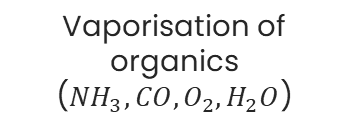 Vaporisation of
organics
(NH₃, CO, O₂, H₂O)